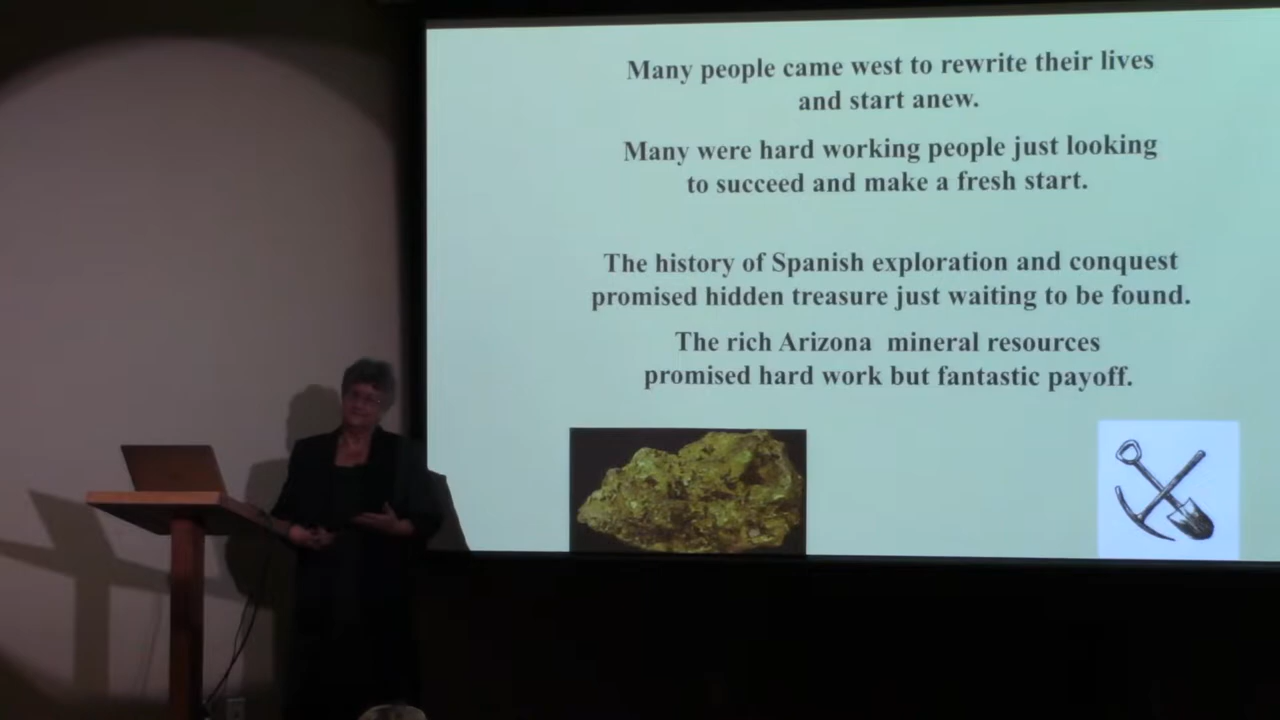 Many people came west to rewrite their lives
and start anew.
Many were hard working people just looking
to succeed and make a fresh start.
The history of Spanish exploration and conquest
promised hidden treasure just waiting to be found.
The rich Arizona mineral resources
promised hard work but fantastic payoff.